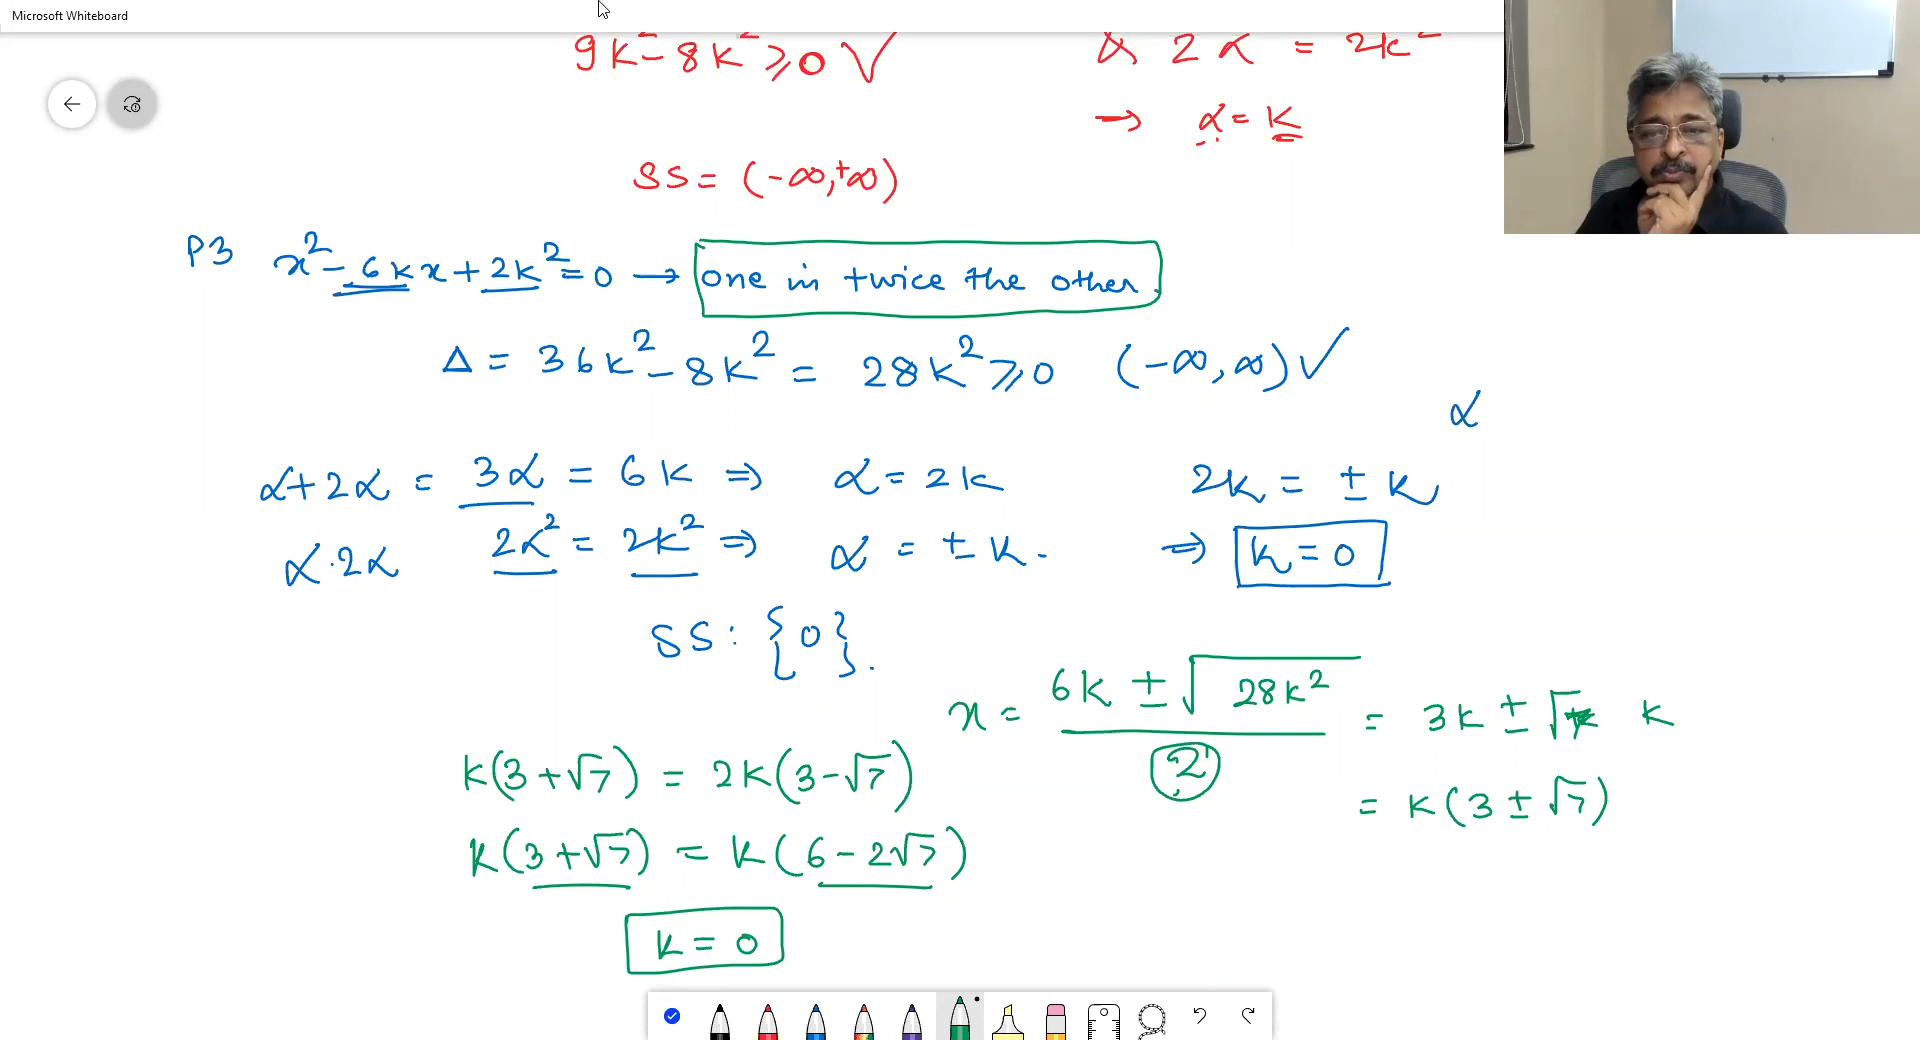 Microsoft Whiteboard
9k² - 8k² ⩾ 0 ✓
& 2α = 2k²
→ α = k
SS = (-∞, +∞)
P3 x² - 6kx + 2k² = 0 → one in twice the other.
Δ = 36k² - 8k² = 28k² ⩾ 0 (-∞, ∞) ✓
α
α + 2α = 3α = 6k ⇒ α = 2k
2k = ± k
α · 2α 2α² = 2k² ⇒ α = ± k.
⇒ k = 0
SS : {0}.
x = (6k ± √28k²) / 2 = 3k ± √7 k
= k(3 ± √7)
k(3 + √7) = 2k(3 - √7)
k(3 + √7) = k(6 - 2√7)
k = 0